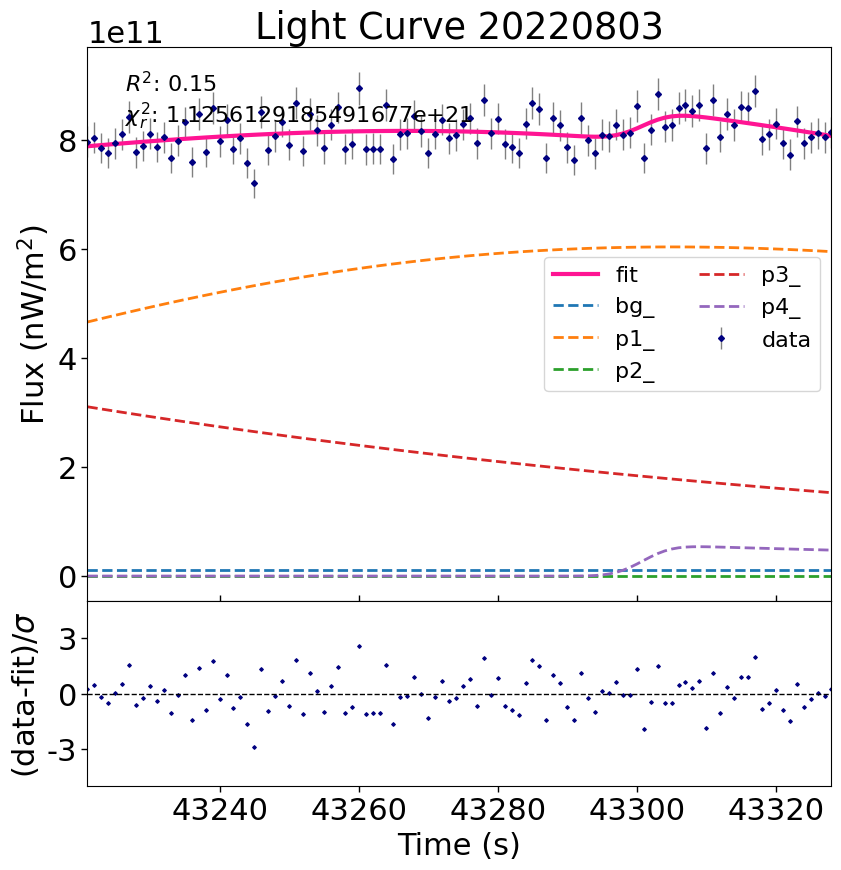 Light Curve 20220803
1e11
R²: 0.15
χ²ᵣ: 1.1256129185491677e+21
8
6
4
2
0
Flux (nW/m²)
fit
bg_
p1_
p2_
p3_
p4_
data
3
0
-3
(data-fit)/σ
43240
43260
43280
43300
43320
Time (s)